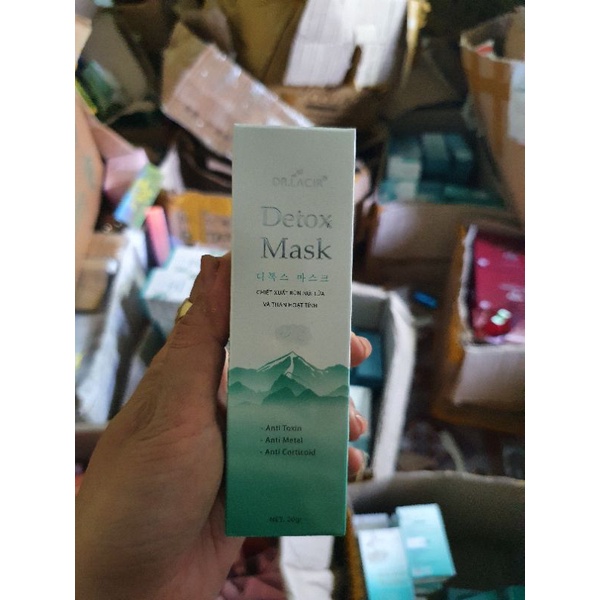 DR.LACIR
Detox
Mask
디톡스 마스크
CHIẾT XUẤT BÙN NÚI LỬA
VÀ THAN HOẠT TÍNH
- Anti Toxin
- Anti Metal
- Anti Corticoid